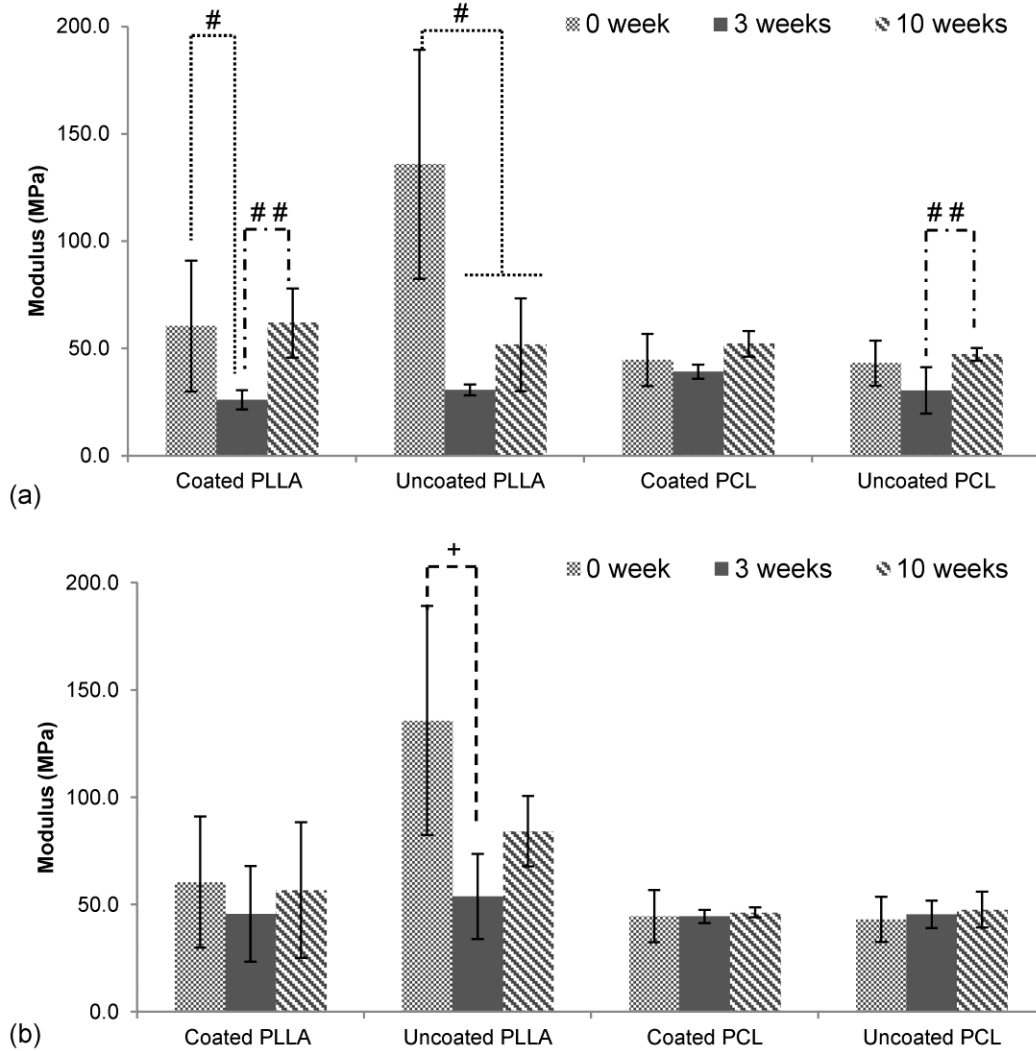 #
#
200.0
0 week
3 weeks
10 weeks
150.0
Modulus (MPa)
100.0
# #
# #
50.0
0.0
Coated PLLA
Uncoated PLLA
Coated PCL
Uncoated PCL
(a)
+
200.0
0 week
3 weeks
10 weeks
150.0
Modulus (MPa)
100.0
50.0
0.0
Coated PLLA
Uncoated PLLA
Coated PCL
Uncoated PCL
(b)